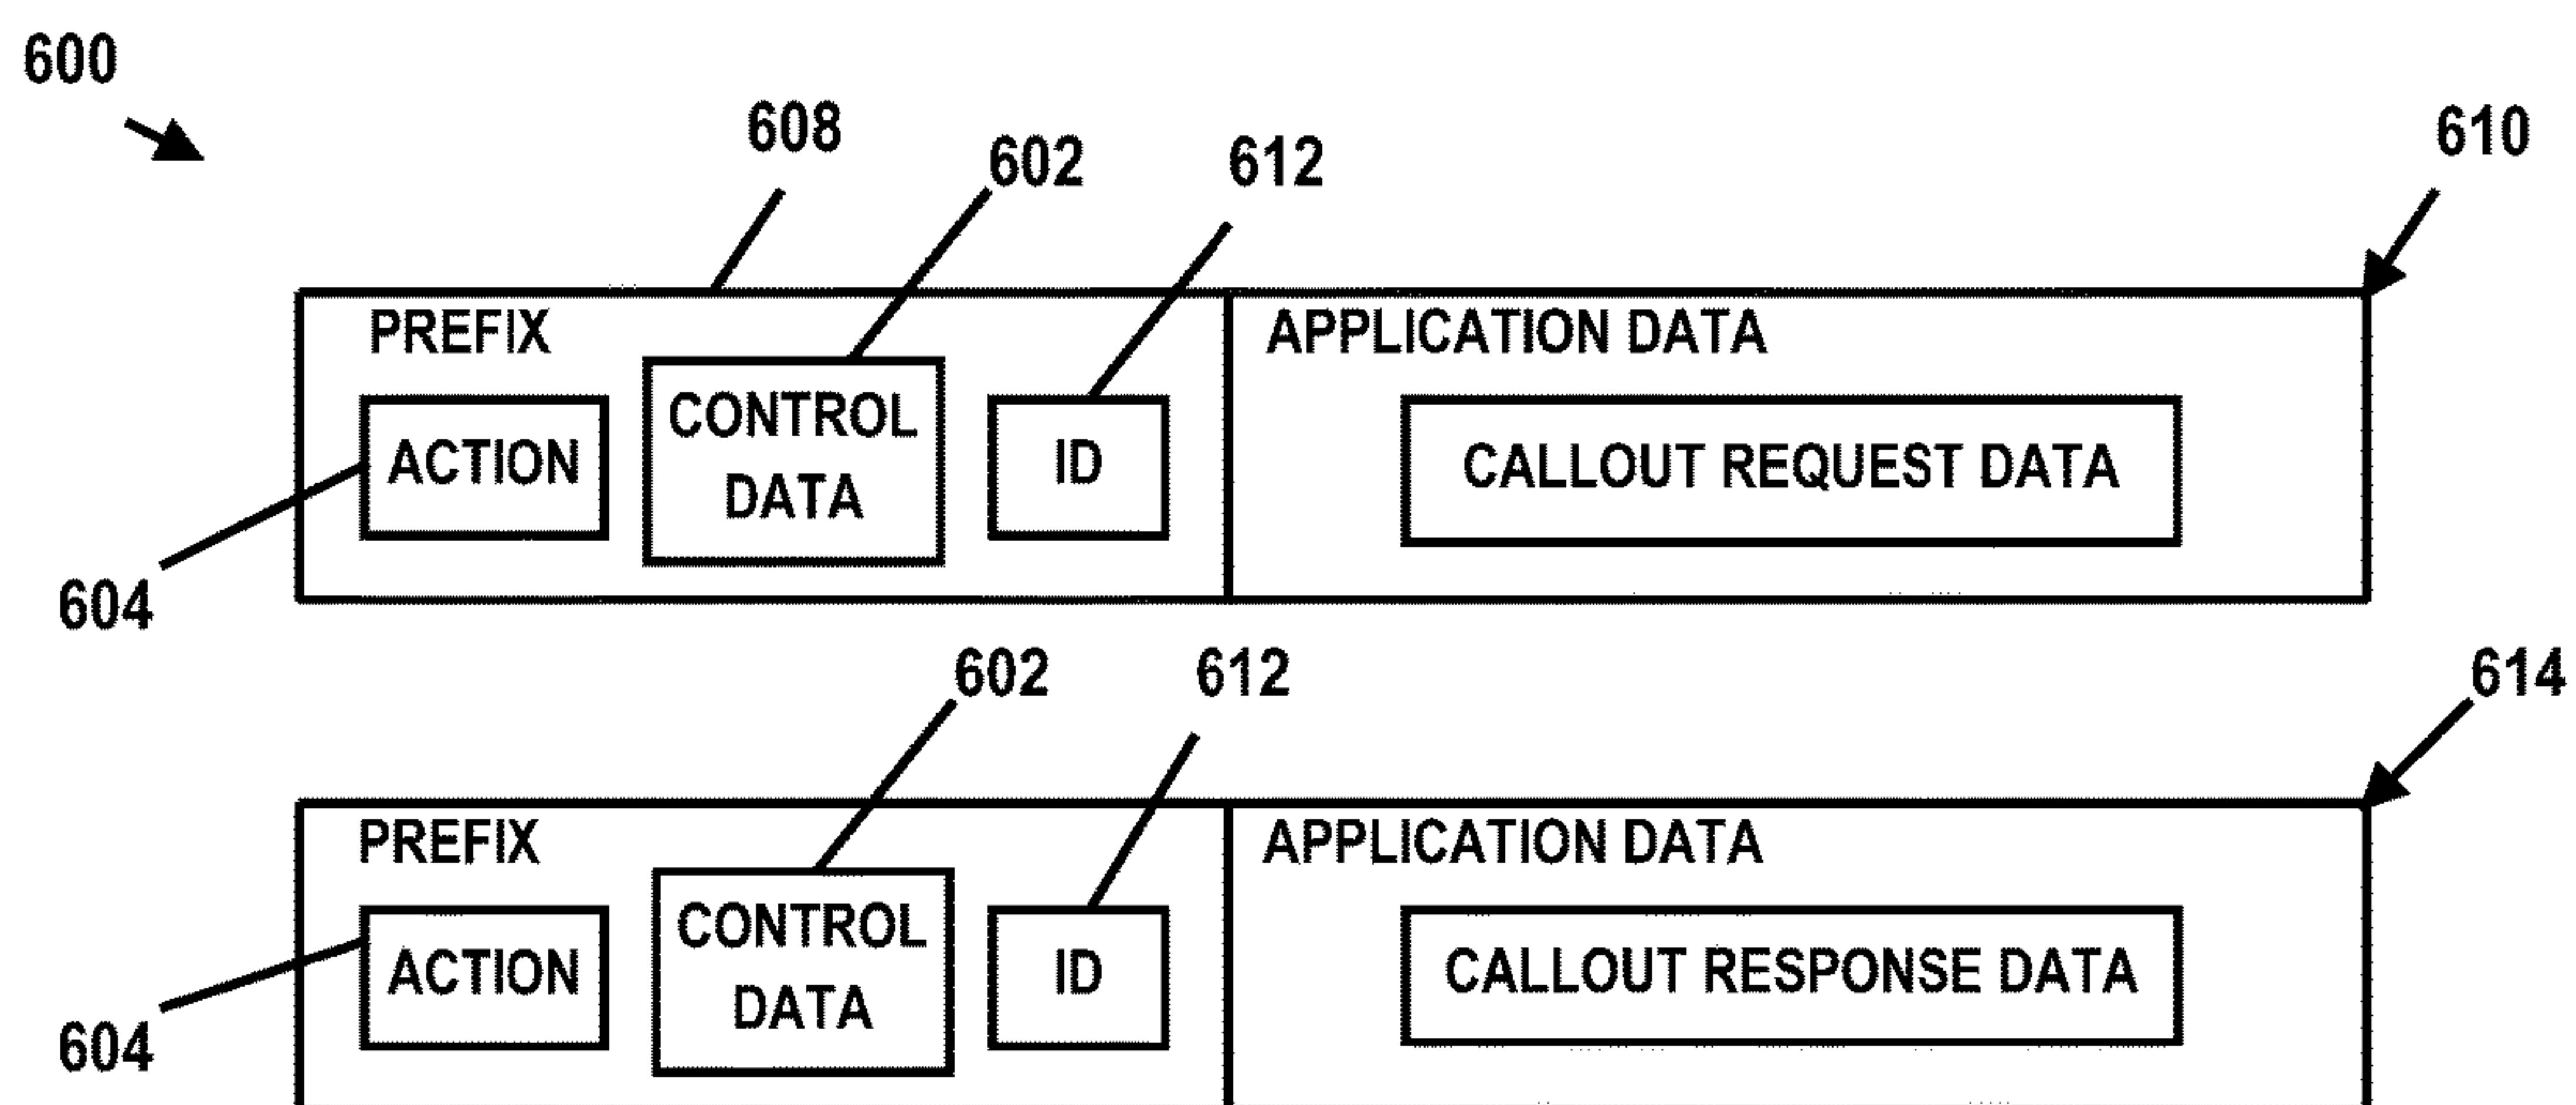 600
608
602
612
610
PREFIX
APPLICATION DATA
ACTION
CONTROL
DATA
ID
CALLOUT REQUEST DATA
604
602
612
614
PREFIX
APPLICATION DATA
ACTION
CONTROL
DATA
ID
CALLOUT RESPONSE DATA
604